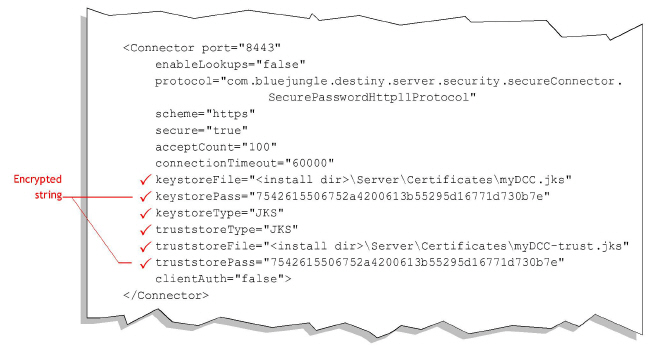 <Connector port="8443"
enableLookups="false"
protocol="com.bluejungle.destiny.server.security.secureConnector.
SecurePasswordHttp11Protocol"
scheme="https"
secure="true"
acceptCount="100"
connectionTimeout="60000"
keystoreFile="<install dir>\Server\Certificates\myDCC.jks"
Encrypted
string
keystorePass="7542615506752a4200613b55295d16771d730b7e"
keystoreType="JKS"
truststoreType="JKS"
truststoreFile="<install dir>\Server\Certificates\myDCC-trust.jks"
truststorePass="7542615506752a4200613b55295d16771d730b7e"
clientAuth="false">
</Connector>